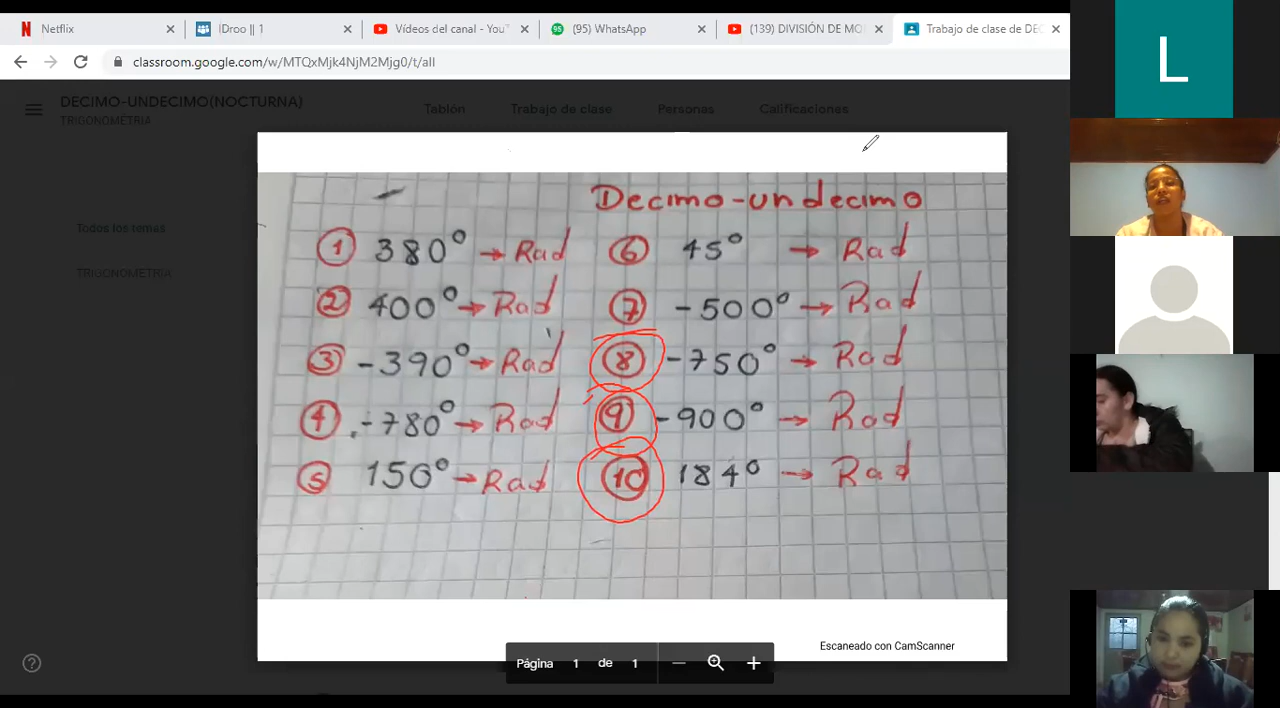 Netflix
(Droo || 1
Vídeos del canal - YouT
(95) WhatsApp
(139) DIVISIÓN DE MO
Trabajo de clase de DEC
classroom.google.com/w/MTQxMjk4NjM2Mjg0/t/all
DECIMO-UNDECIMO(NOCTURNA)
TRIGONOMETRIA
Tablón
Trabajo de clase
Personas
Calificaciones
Todos los temas
TRIGONOMETRIA
Decimo-undecimo
1 380° → Rad
2 400° → Rad
3 -390° → Rad
4 -780° → Rad
5 150° → Rad
6 45° → Rad
7 -500° → Rad
8 -750° → Rad
9 -900° → Rad
10 184° → Rad
Escaneado con CamScanner
Página 1 de 1
L